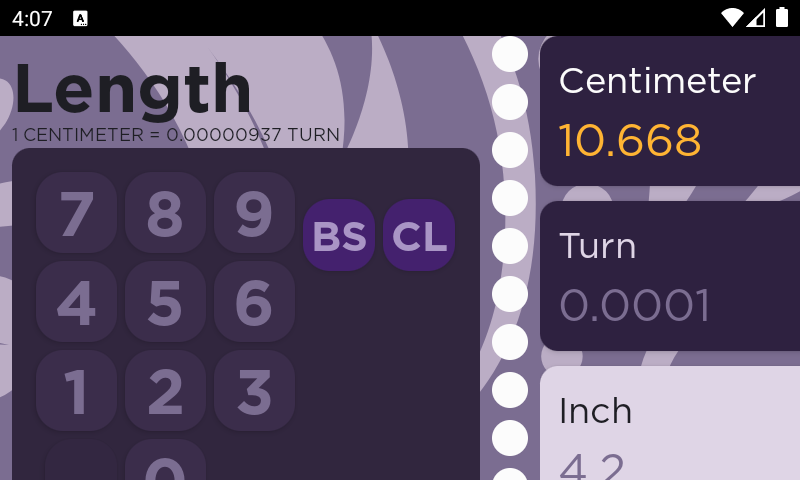 4:07
Length
1 CENTIMETER = 0.00000937 TURN
7 8 9
BS CL
4 5 6
1 2 3
0
Centimeter
10.668
Turn
0.0001
Inch
4.2